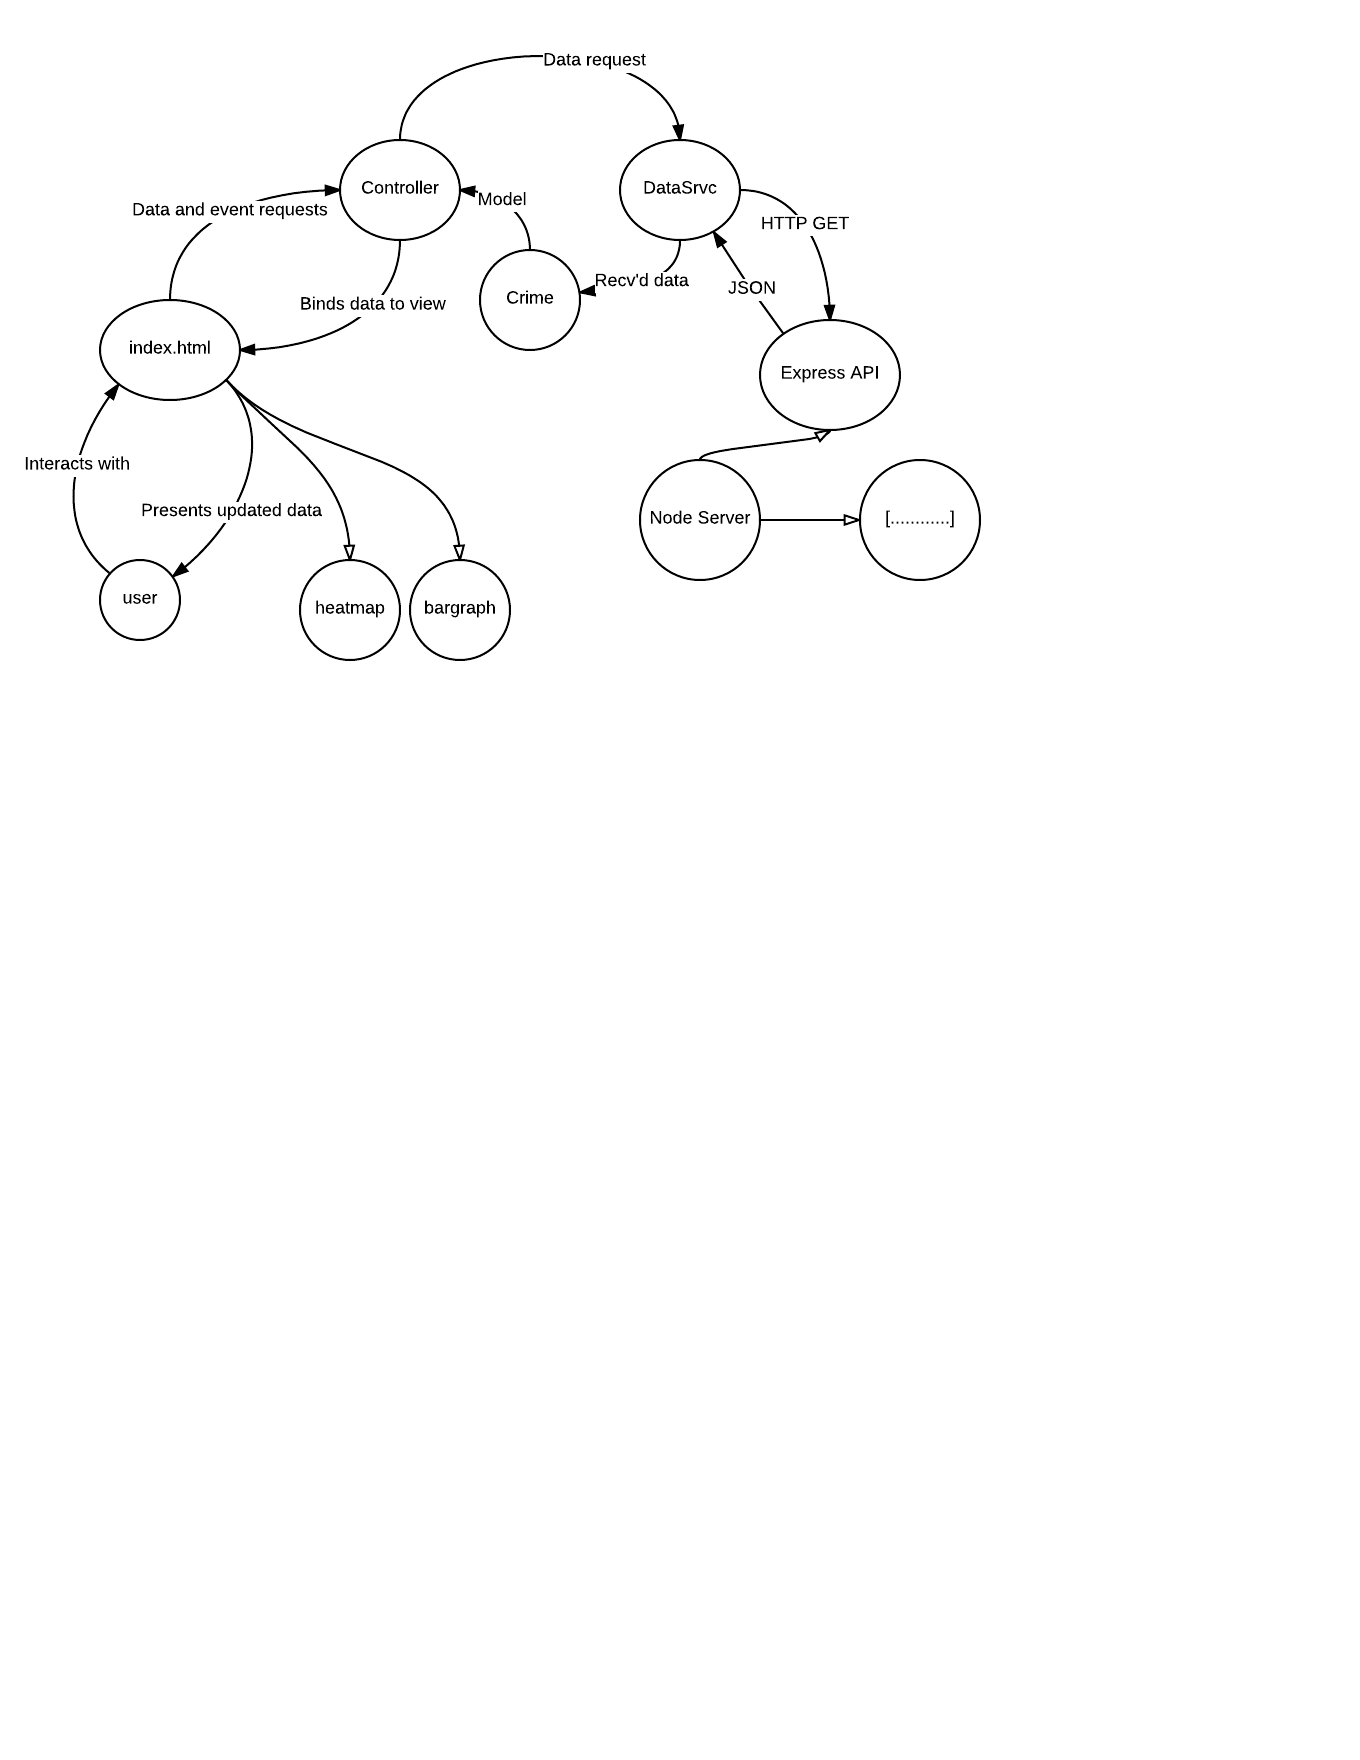 Data request
Controller
DataSrvc
Model
Data and event requests
HTTP GET
Recv'd data
JSON
Crime
Binds data to view
index.html
Express API
Interacts with
Presents updated data
Node Server
[............]
user
heatmap
bargraph